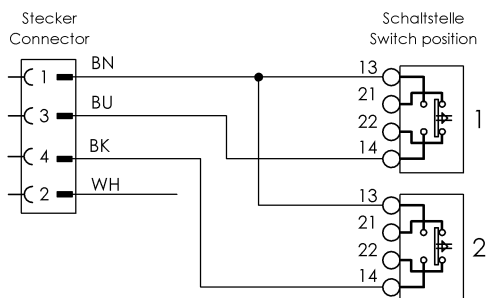 Stecker
Connector
Schaltstelle
Switch position
1 BN
3 BU
4 BK
2 WH
13
21
22
14
1
13
21
22
14
2